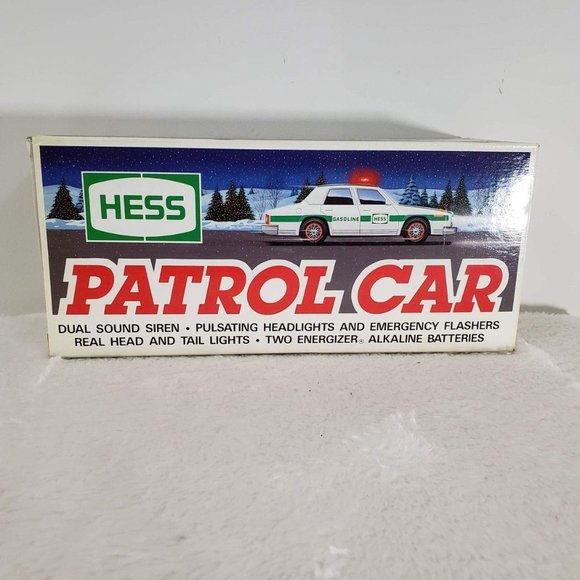 HESS
GASOLINE HESS
PATROL CAR
DUAL SOUND SIREN • PULSATING HEADLIGHTS AND EMERGENCY FLASHERS
REAL HEAD AND TAIL LIGHTS • TWO ENERGIZER® ALKALINE BATTERIES